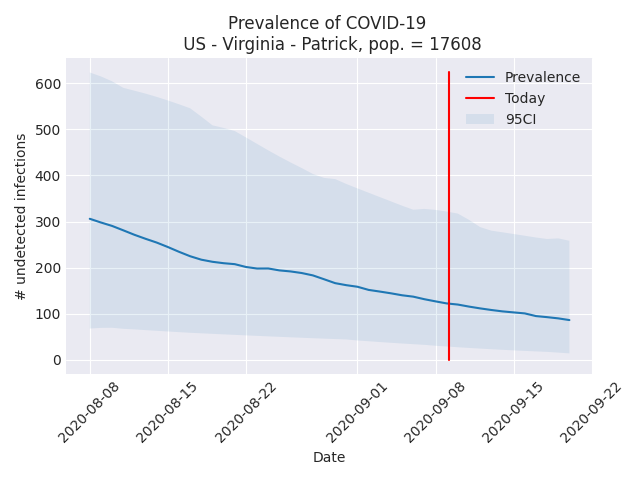 Prevalence of COVID-19
US - Virginia - Patrick, pop. = 17608
Prevalence
Today
95CI
# undetected infections
600
500
400
300
200
100
0
2020-08-08
2020-08-15
2020-08-22
2020-09-01
2020-09-08
2020-09-15
2020-09-22
Date